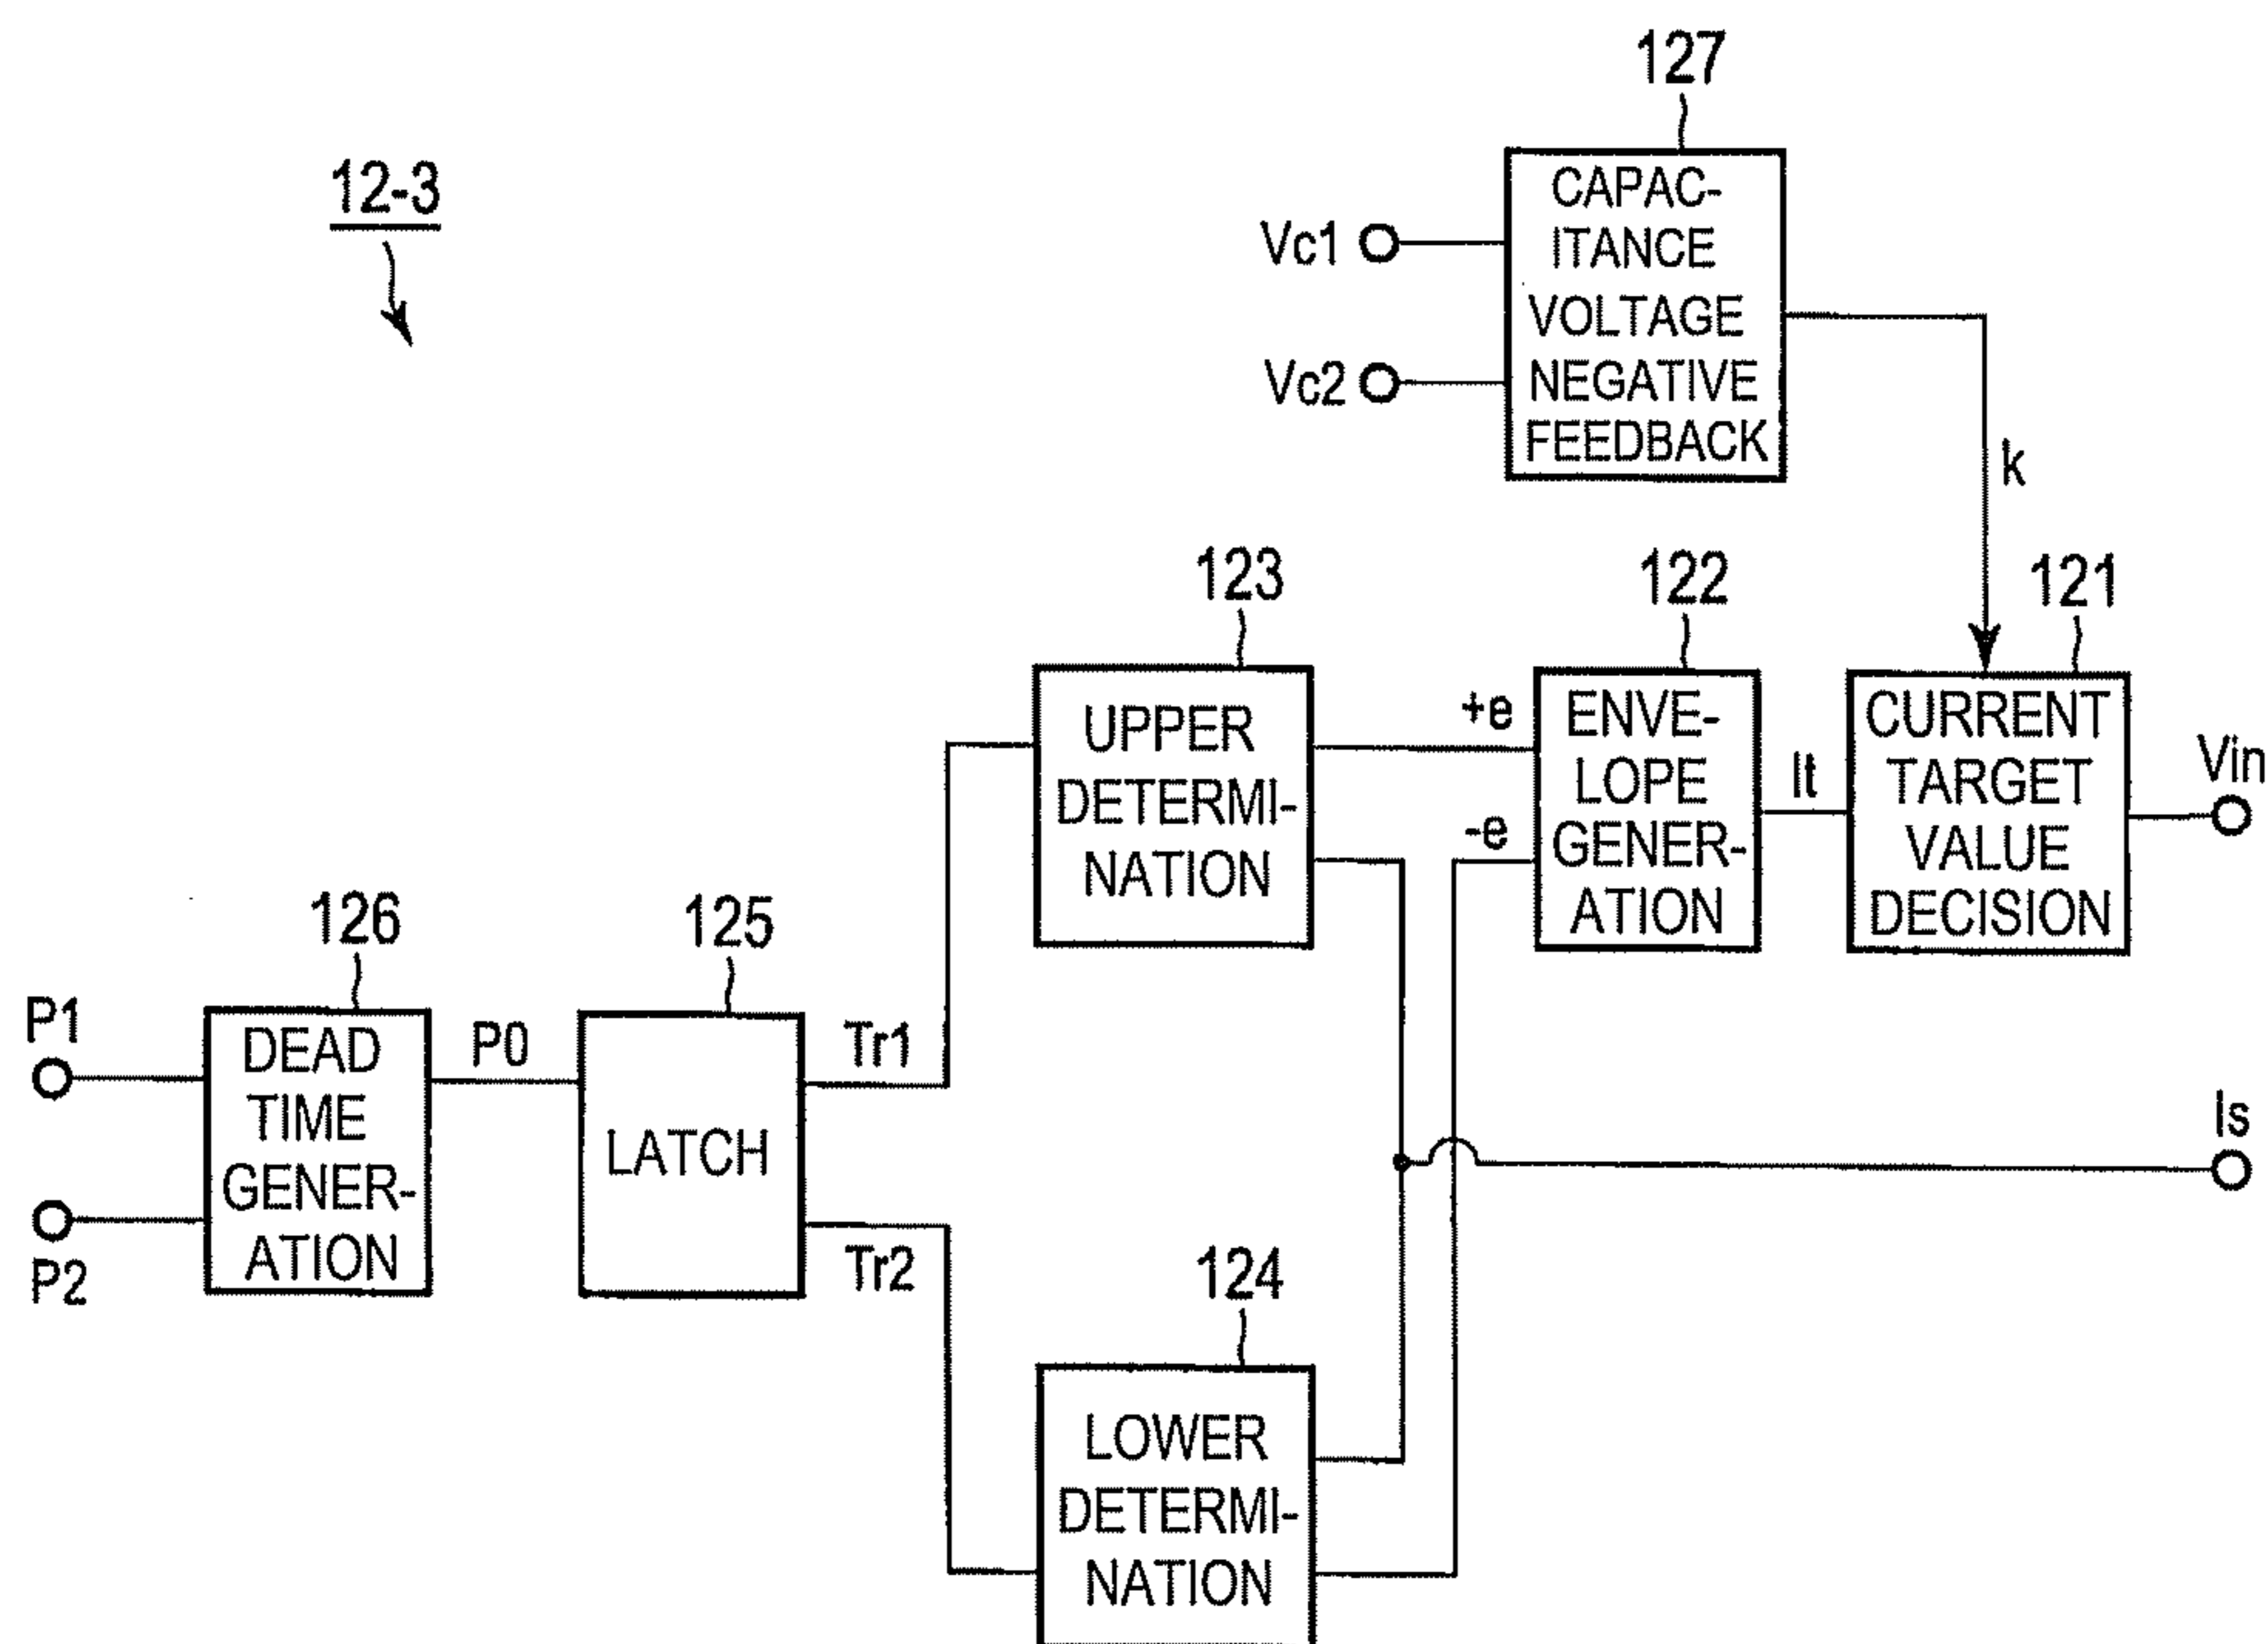 127
12-3
CAPAC-
ITANCE
VOLTAGE
NEGATIVE
FEEDBACK
Vc1
Vc2
k
123
122
121
UPPER
DETERMI-
NATION
+e
-e
ENVE-
LOPE
GENER-
ATION
It
CURRENT
TARGET
VALUE
DECISION
Vin
126
125
P1
P2
DEAD
TIME
GENER-
ATION
P0
LATCH
Tr1
Tr2
Is
124
LOWER
DETERMI-
NATION